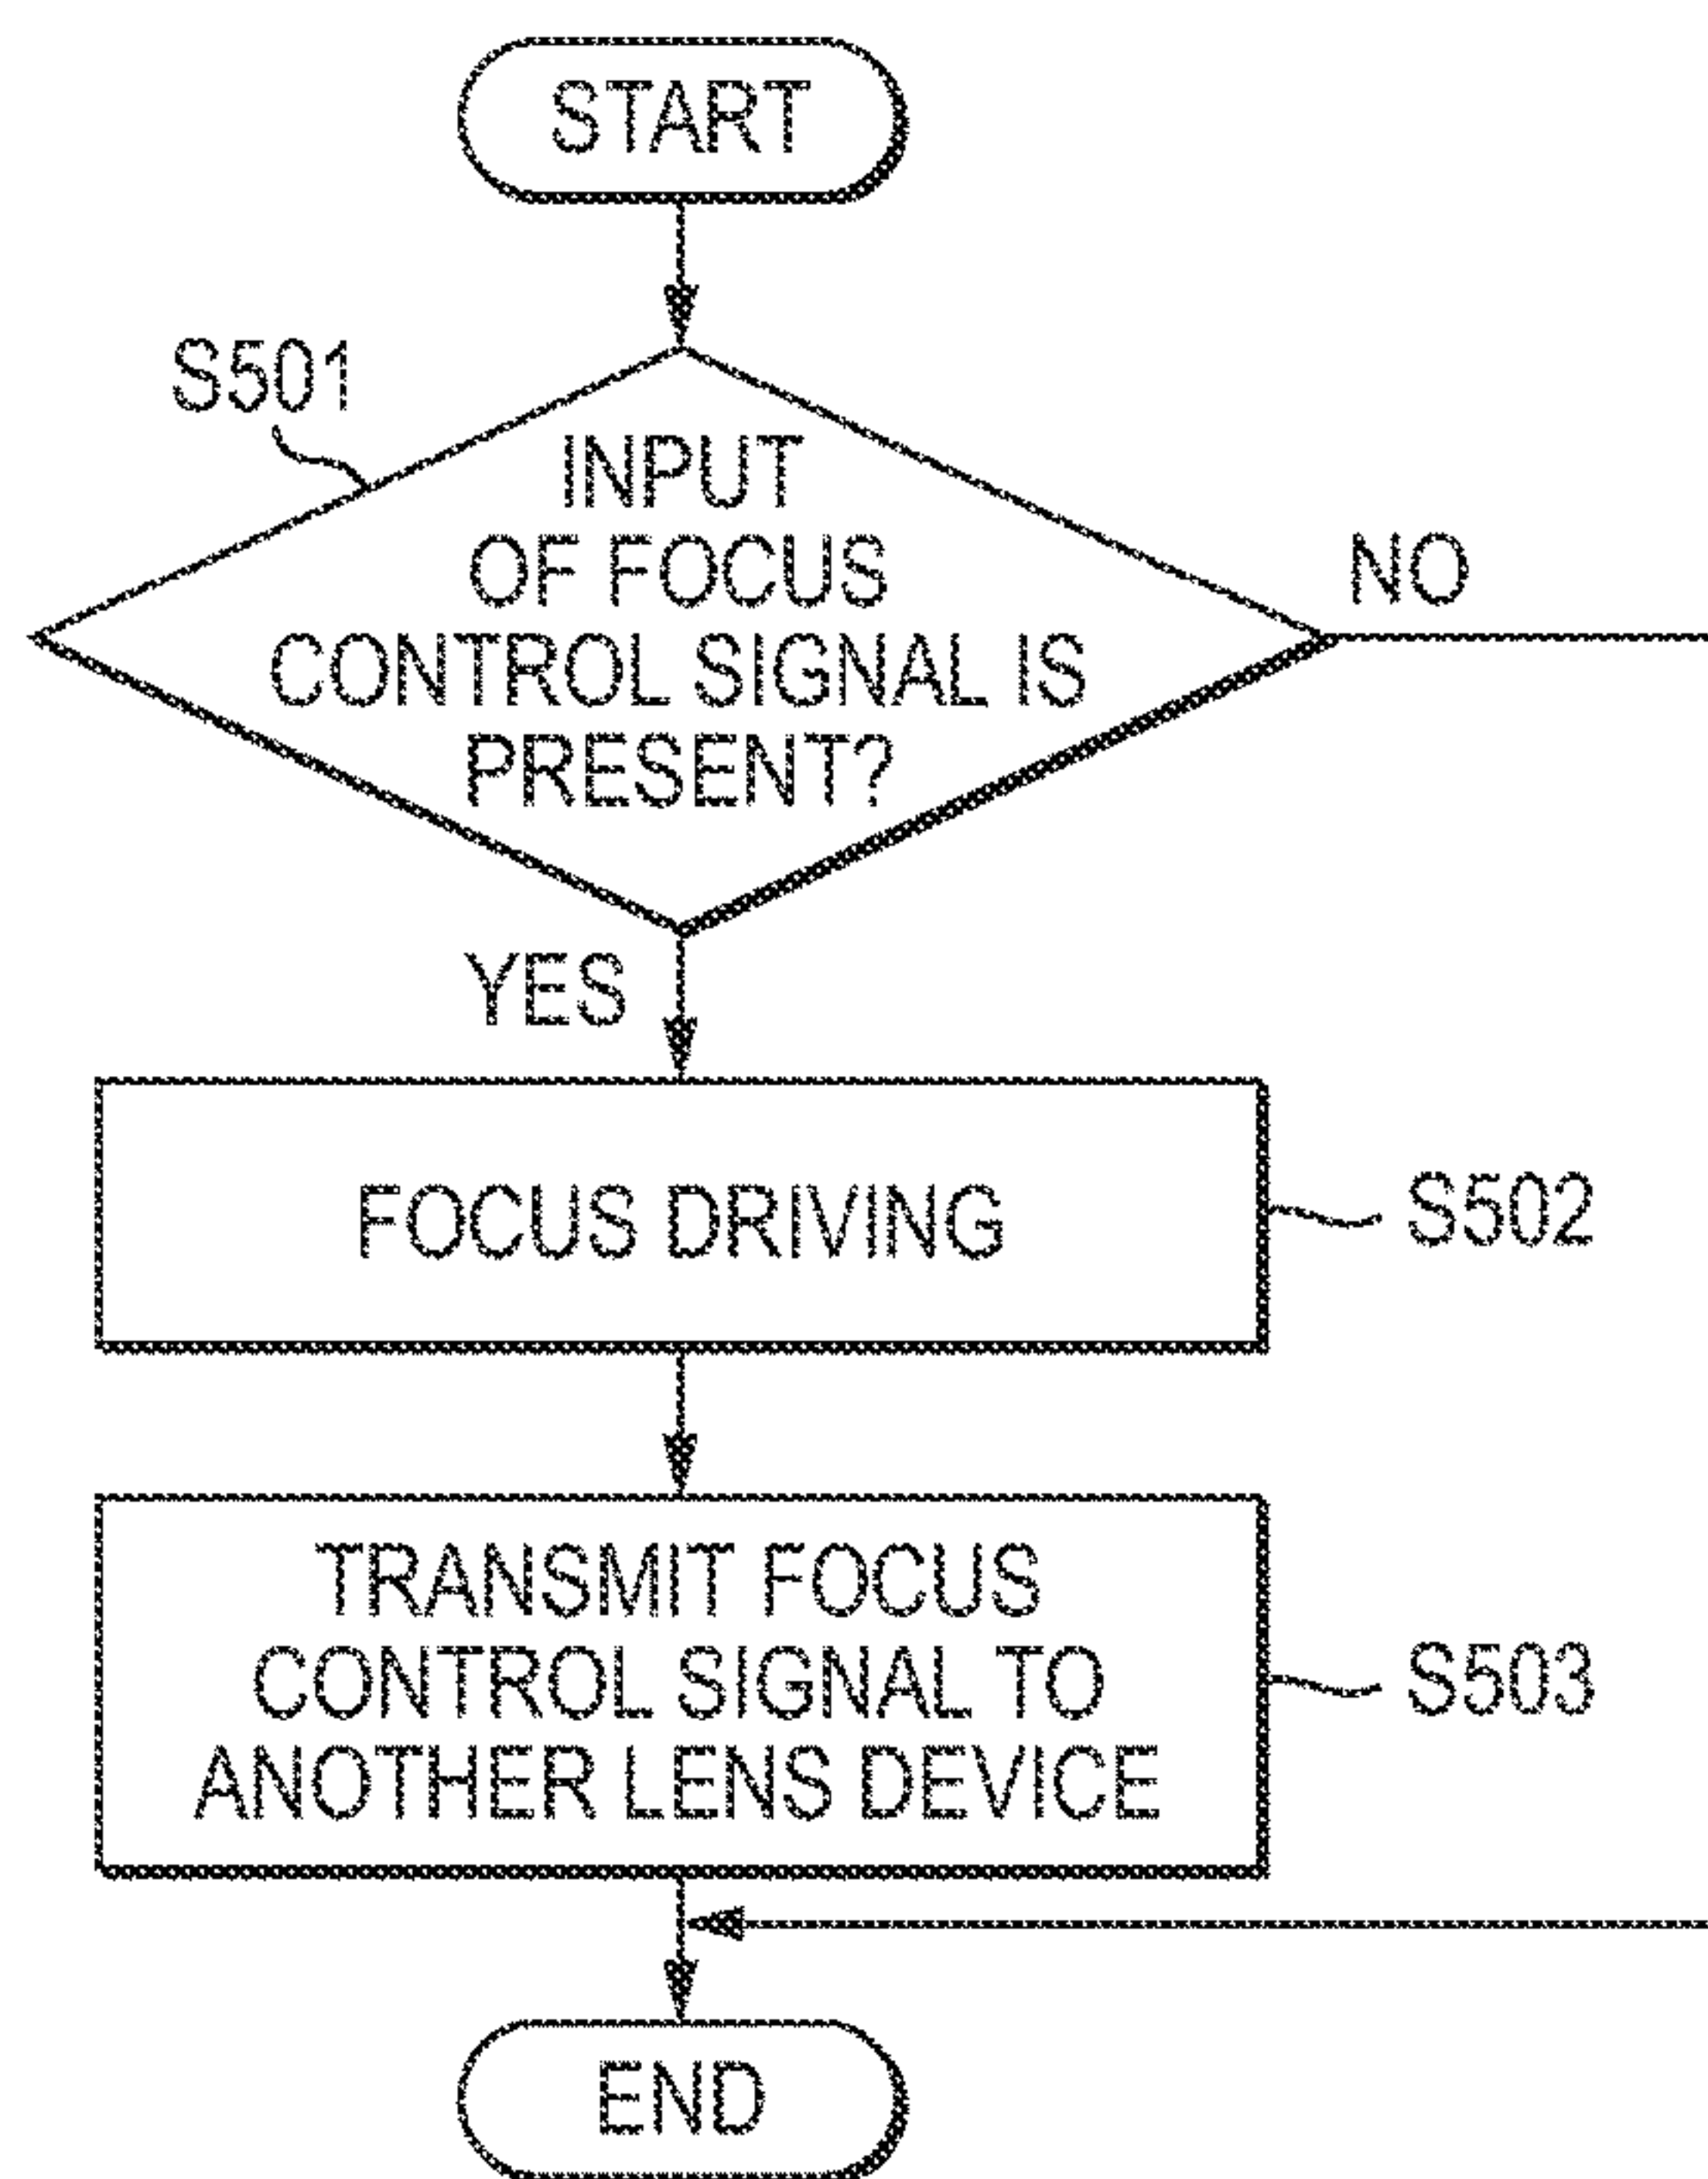 START
S501
INPUT
OF FOCUS
CONTROL SIGNAL IS
PRESENT?
NO
YES
FOCUS DRIVING
S502
TRANSMIT FOCUS
CONTROL SIGNAL TO
ANOTHER LENS DEVICE
S503
END